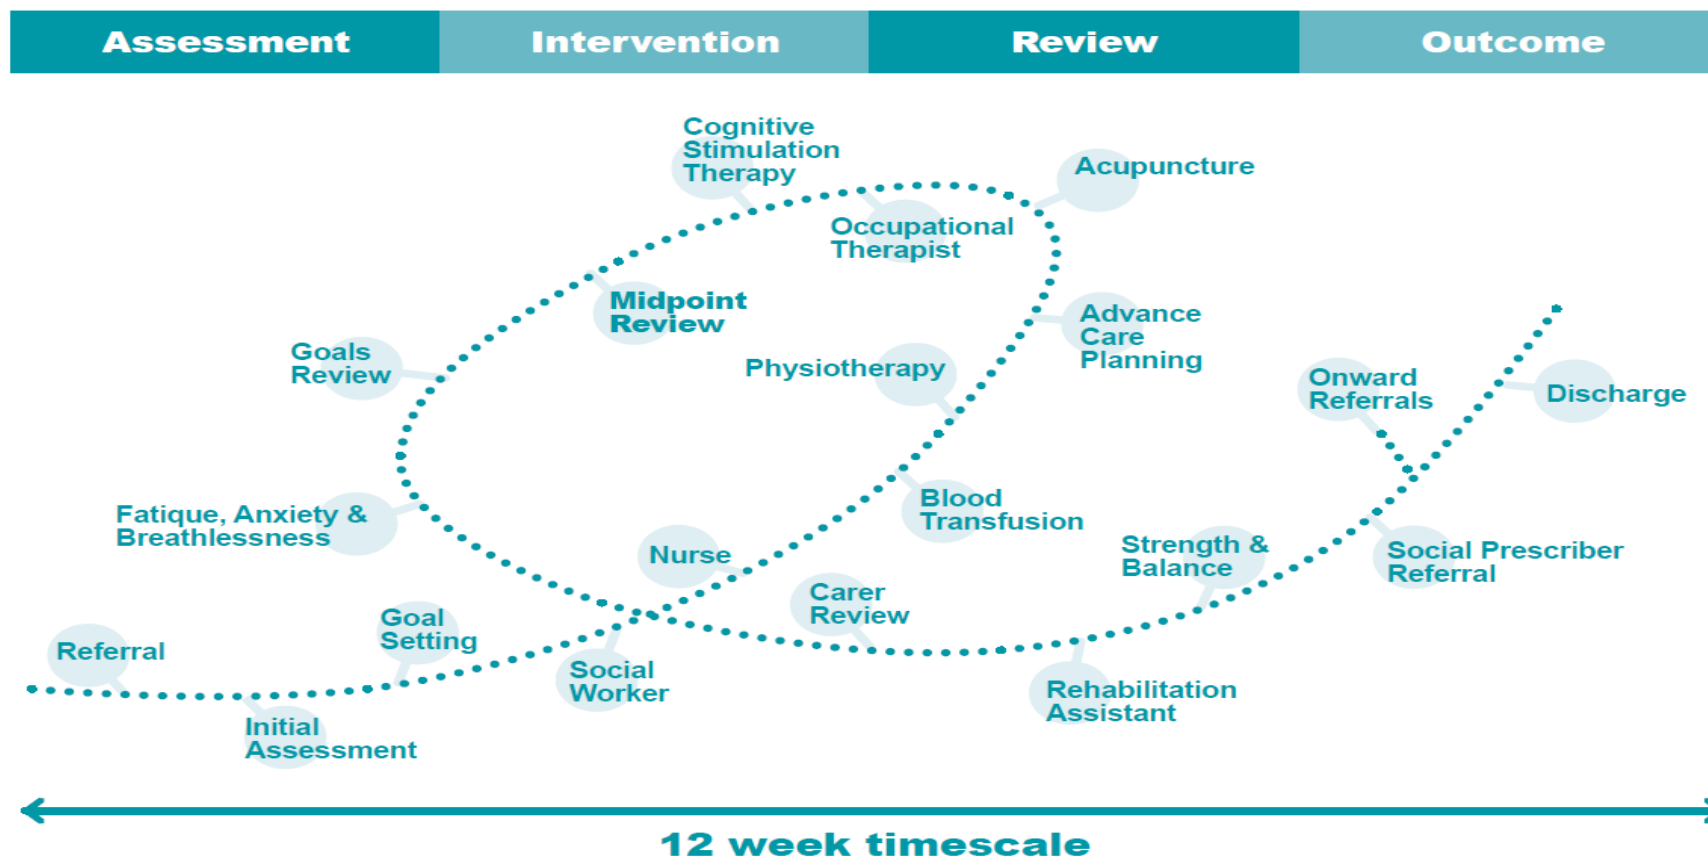 Assessment
Intervention
Review
Outcome
Cognitive
Stimulation
Therapy
Acupuncture
Occupational
Therapist
Midpoint
Review
Advance
Care
Planning
Goals
Review
Physiotherapy
Onward
Referrals
Discharge
Fatique, Anxiety &
Breathlessness
Blood
Transfusion
Nurse
Strength &
Balance
Social Prescriber
Referral
Carer
Review
Goal
Setting
Referral
Social
Worker
Rehabilitation
Assistant
Initial
Assessment
12 week timescale